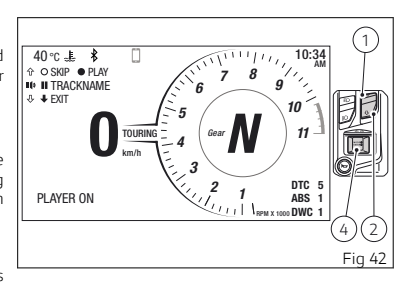 40 °C
10:34
AM
SKIP PLAY
TRACKNAME
EXIT
0
km/h
TOURING
Gear
N
1
2
3
4
5
6
7
8
9
10
11
RPM X 1000
DTC 5
ABS 1
DWC 1
PLAYER ON
1
4
2
Fig 42